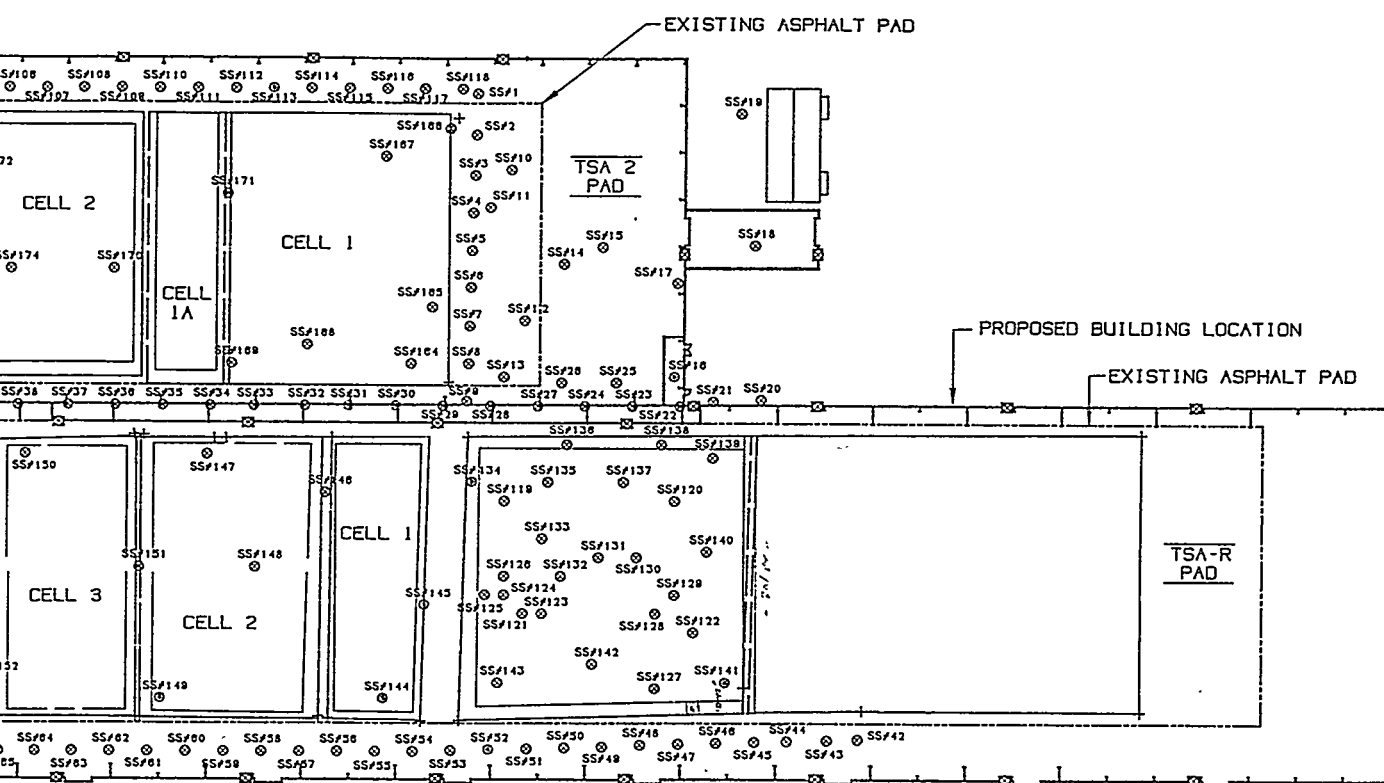 EXISTING ASPHALT PAD
SS#106 SS#108 SS#110 SS#112 SS#114 SS#116 SS#118
SS#107 SS#109 SS#111 SS#113 SS#115 SS#117 SS#1
SS#19
SS#166 SS#2
SS#167
SS#3 SS#10
TSA 2
PAD
72
SS#171
CELL 2
SS#4 SS#11
CELL 1
SS#5
SS#14 SS#15
SS#18
SS#174
SS#6
SS#17
CELL
1A
SS#165
SS#7 SS#12
SS#168
SS#169
SS#164 SS#8 SS#13
SS#26 SS#25 SS#16
PROPOSED BUILDING LOCATION
EXISTING ASPHALT PAD
SS#38 SS#37 SS#36 SS#35 SS#34 SS#33 SS#32 SS#31 SS#30 SS#9 SS#27 SS#24 SS#23 SS#21 SS#20
SS#29 SS#28 SS#22
SS#136 SS#138 SS#139
SS#150 SS#147
SS#134 SS#135 SS#137
SS#146
SS#119 SS#120
CELL 1
SS#133
SS#151 SS#148
SS#131 SS#140
SS#130
TSA-R
PAD
SS#126 SS#132
SS#129
CELL 3
SS#124
SS#145
SS#125 SS#123
SS#121 SS#128 SS#122
CELL 2
152
SS#142
SS#149 SS#144 SS#143 SS#127 SS#141
SS#64 SS#62 SS#60 SS#58 SS#56 SS#54 SS#52 SS#50 SS#48 SS#46 SS#44 SS#42
65 SS#63 SS#61 SS#59 SS#57 SS#55 SS#53 SS#51 SS#49 SS#47 SS#45 SS#43